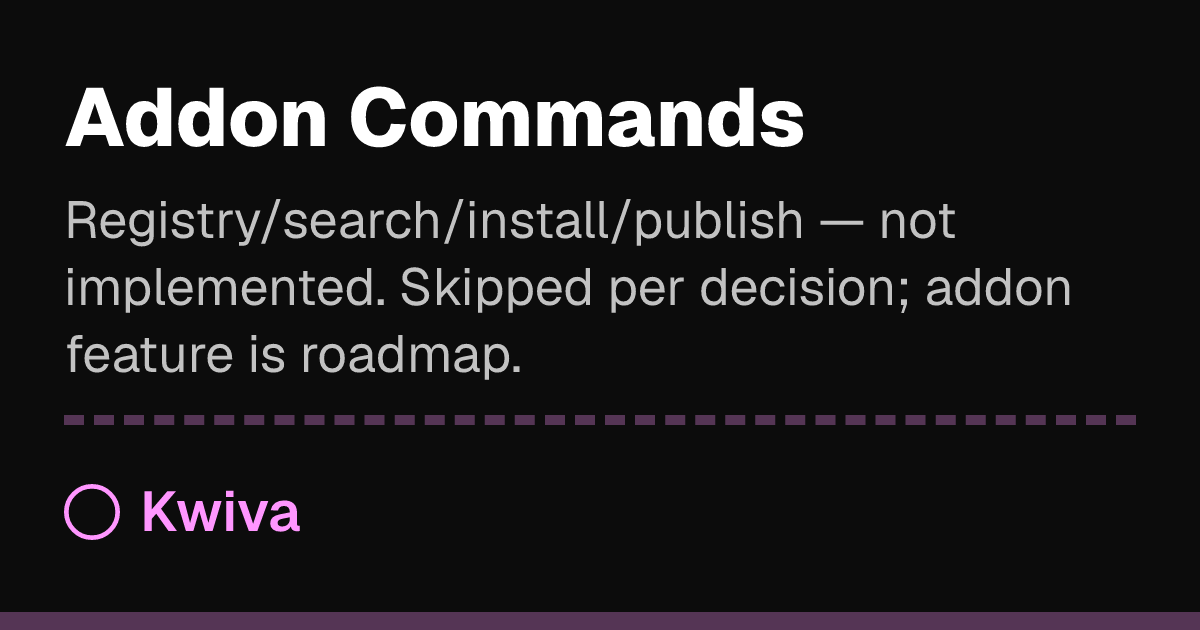 Addon Commands
Registry/search/install/publish — not
implemented. Skipped per decision; addon
feature is roadmap.
Kwiva